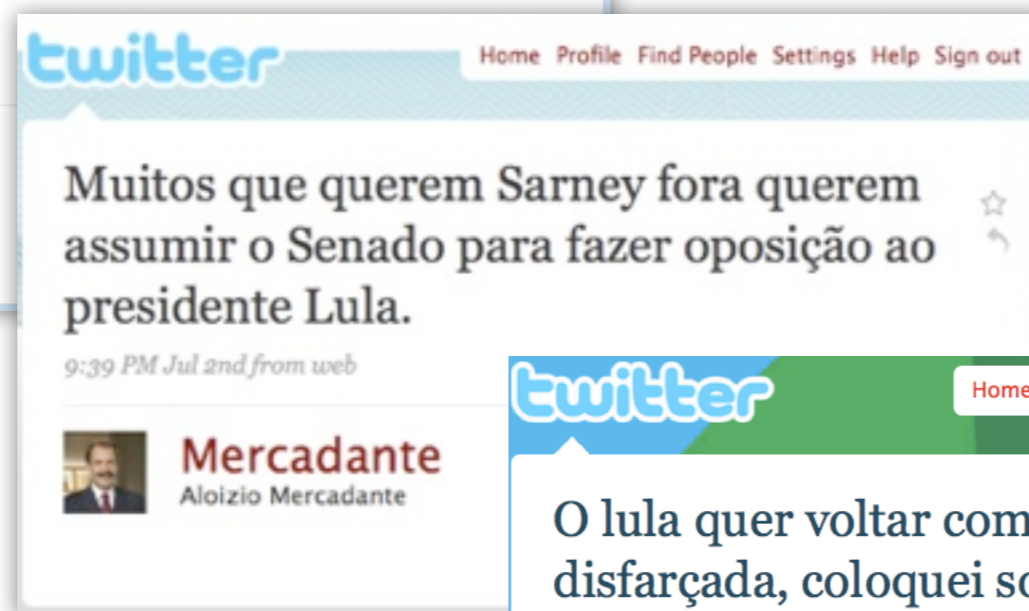 twitter
Home Profile Find People Settings Help Sign out
Muitos que querem Sarney fora querem
assumir o Senado para fazer oposição ao
presidente Lula.
9:39 PM Jul 2nd from web
Mercadante
Aloizio Mercadante
twitter
Home
O lula quer voltar com
disfarçada, coloquei